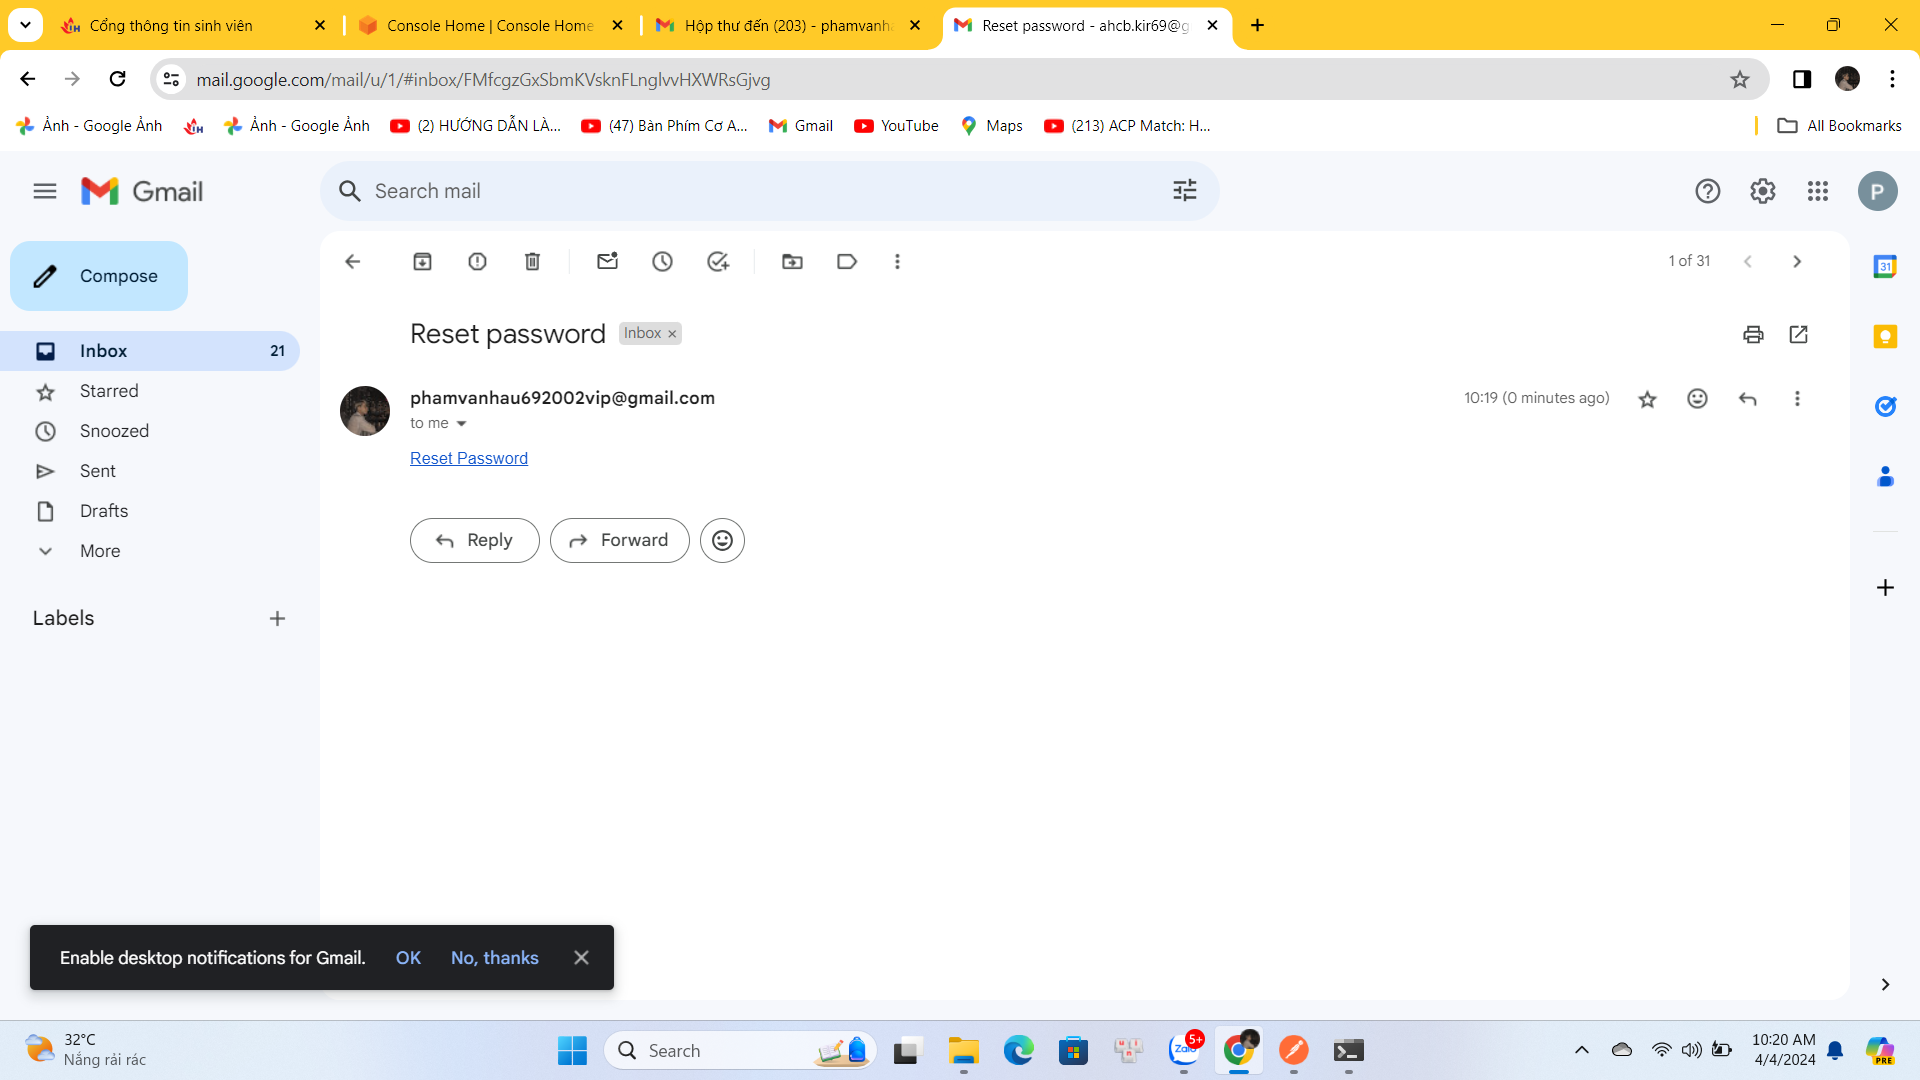 Cổng thông tin sinh viên
Console Home | Console Home
Hộp thư đến (203) - phamvanha
Reset password - ahcb.kir69@g
mail.google.com/mail/u/1/#inbox/FMfcgzGxSbmKVsknFLnglvvHXWRsGjvg
Ảnh - Google Ảnh
Ảnh - Google Ảnh
(2) HƯỚNG DẪN LÀ...
(47) Bàn Phím Cơ A...
Gmail
YouTube
Maps
(213) ACP Match: H...
All Bookmarks
Gmail
Search mail
P
Compose
1 of 31
31
Reset password
Inbox ×
Inbox 21
Starred
Snoozed
Sent
Drafts
More
Labels
phamvanhau692002vip@gmail.com
10:19 (0 minutes ago)
to me
Reset Password
Reply
Forward
Enable desktop notifications for Gmail.
OK
No, thanks
32°C
Nắng rải rác
Search
Zalo
5+
10:20 AM
4/4/2024
PRE